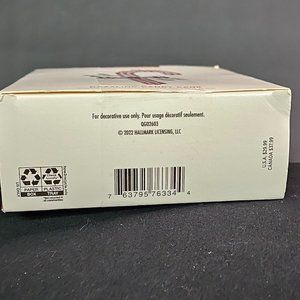 For decorative use only. Pour usage décoratif seulement.
QGO2603
© 2022 HALLMARK LICENSING, LLC
U.S.A. $29.99
CANADA $37.99
PAPER
BOX
PLASTIC
TRAY
7 63795 76334 4